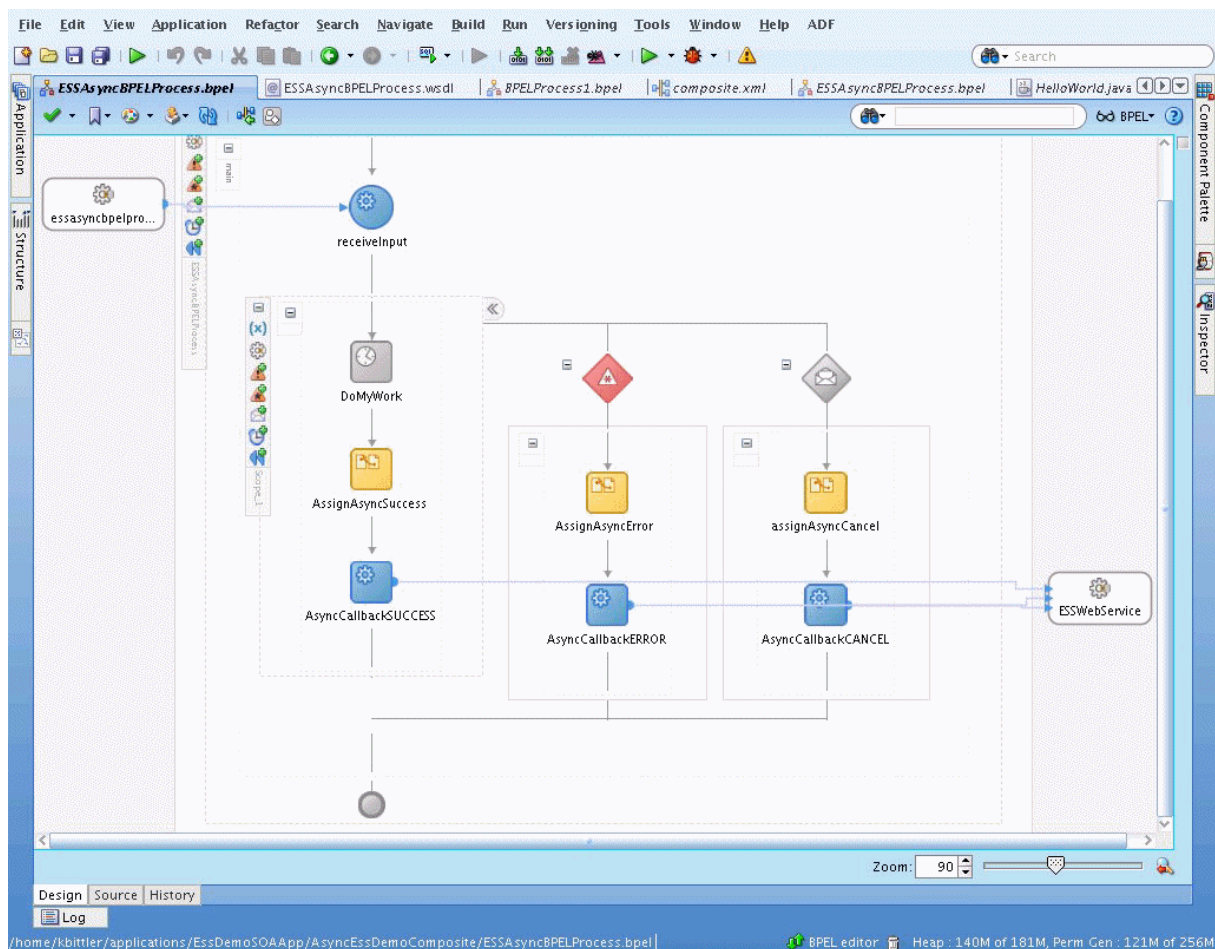 File Edit View Application Refactor Search Navigate Build Run Versioning Tools Window Help ADF
Search
ESSAsyncBPELProcess.bpel ESSAsyncBPELProcess.wsdl BPELProcess1.bpel composite.xml ESSAsyncBPELProcess.bpel HelloWorld.java
BPEL
Application
Structure
Component Palette
Inspector
main
essasyncbpelpro...
ESSAsyncBPELProcess
receiveInput
(x)
Scope_1
DoMyWork
AssignAsyncSuccess
AssignAsyncError
assignAsyncCancel
AsyncCallbackSUCCESS
AsyncCallbackERROR
AsyncCallbackCANCEL
ESSWebService
Zoom: 90
Design Source History
Log
/home/kbittler/applications/EssDemoSOAApp/AsyncEssDemoComposite/ESSAsyncBPELProcess.bpel BPEL editor Heap : 140M of 181M, Perm Gen : 121M of 256M